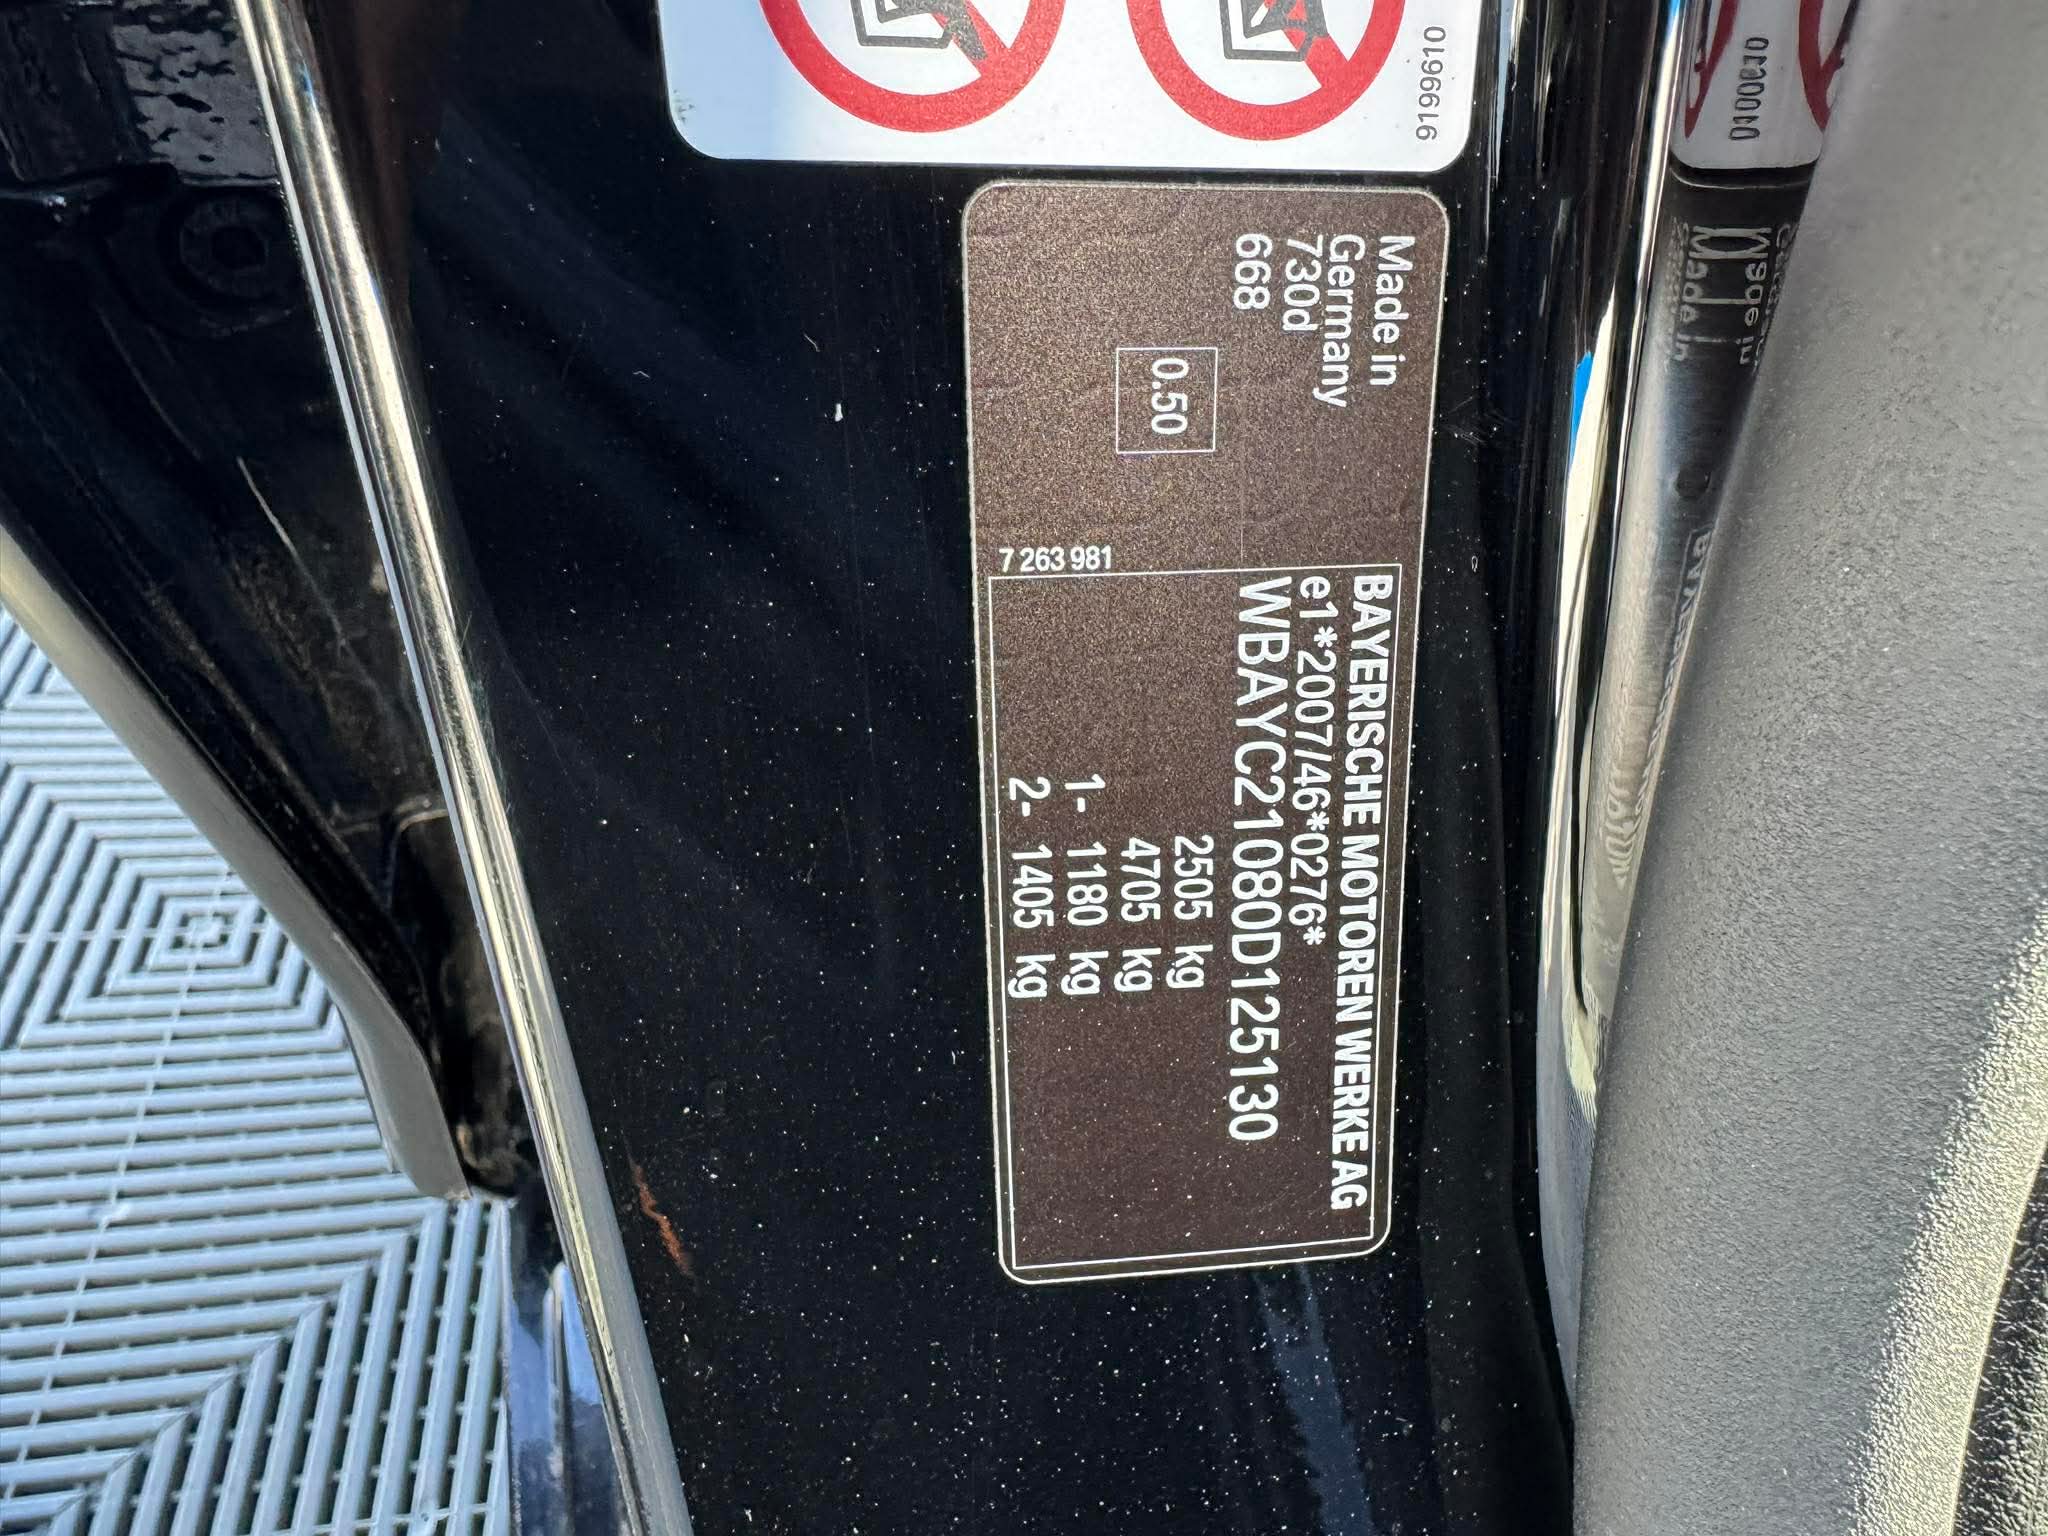 9199610
Made in
Germany
730d
668
0.50
7 263 981
BAYERISCHE MOTOREN WERKE AG
e1*2007/46*0276*
WBAYC21080D125130
2505 kg
4705 kg
1- 1180 kg
2- 1405 kg